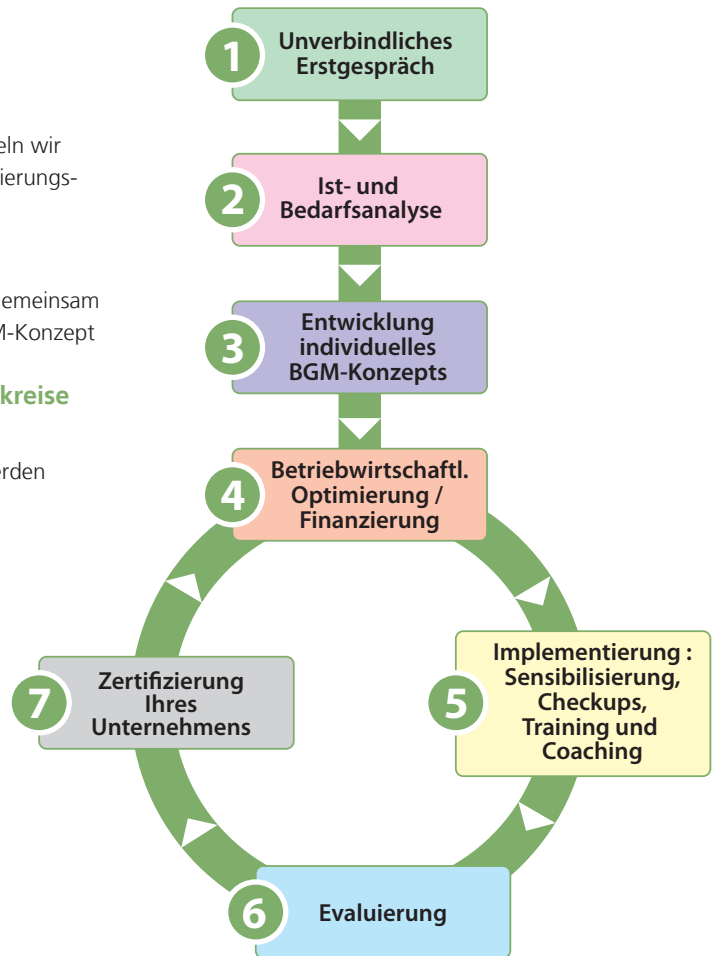 eln wir
ierungs-
emeinsam
M-Konzept
kreise
erden
1
Unverbindliches
Erstgespräch
2
Ist- und
Bedarfsanalyse
3
Entwicklung
individuelles
BGM-Konzepts
4
Betriebwirtschaftl.
Optimierung /
Finanzierung
5
Implementierung :
Sensibilisierung,
Checkups,
Training und
Coaching
6
Evaluierung
7
Zertifizierung
Ihres
Unternehmens